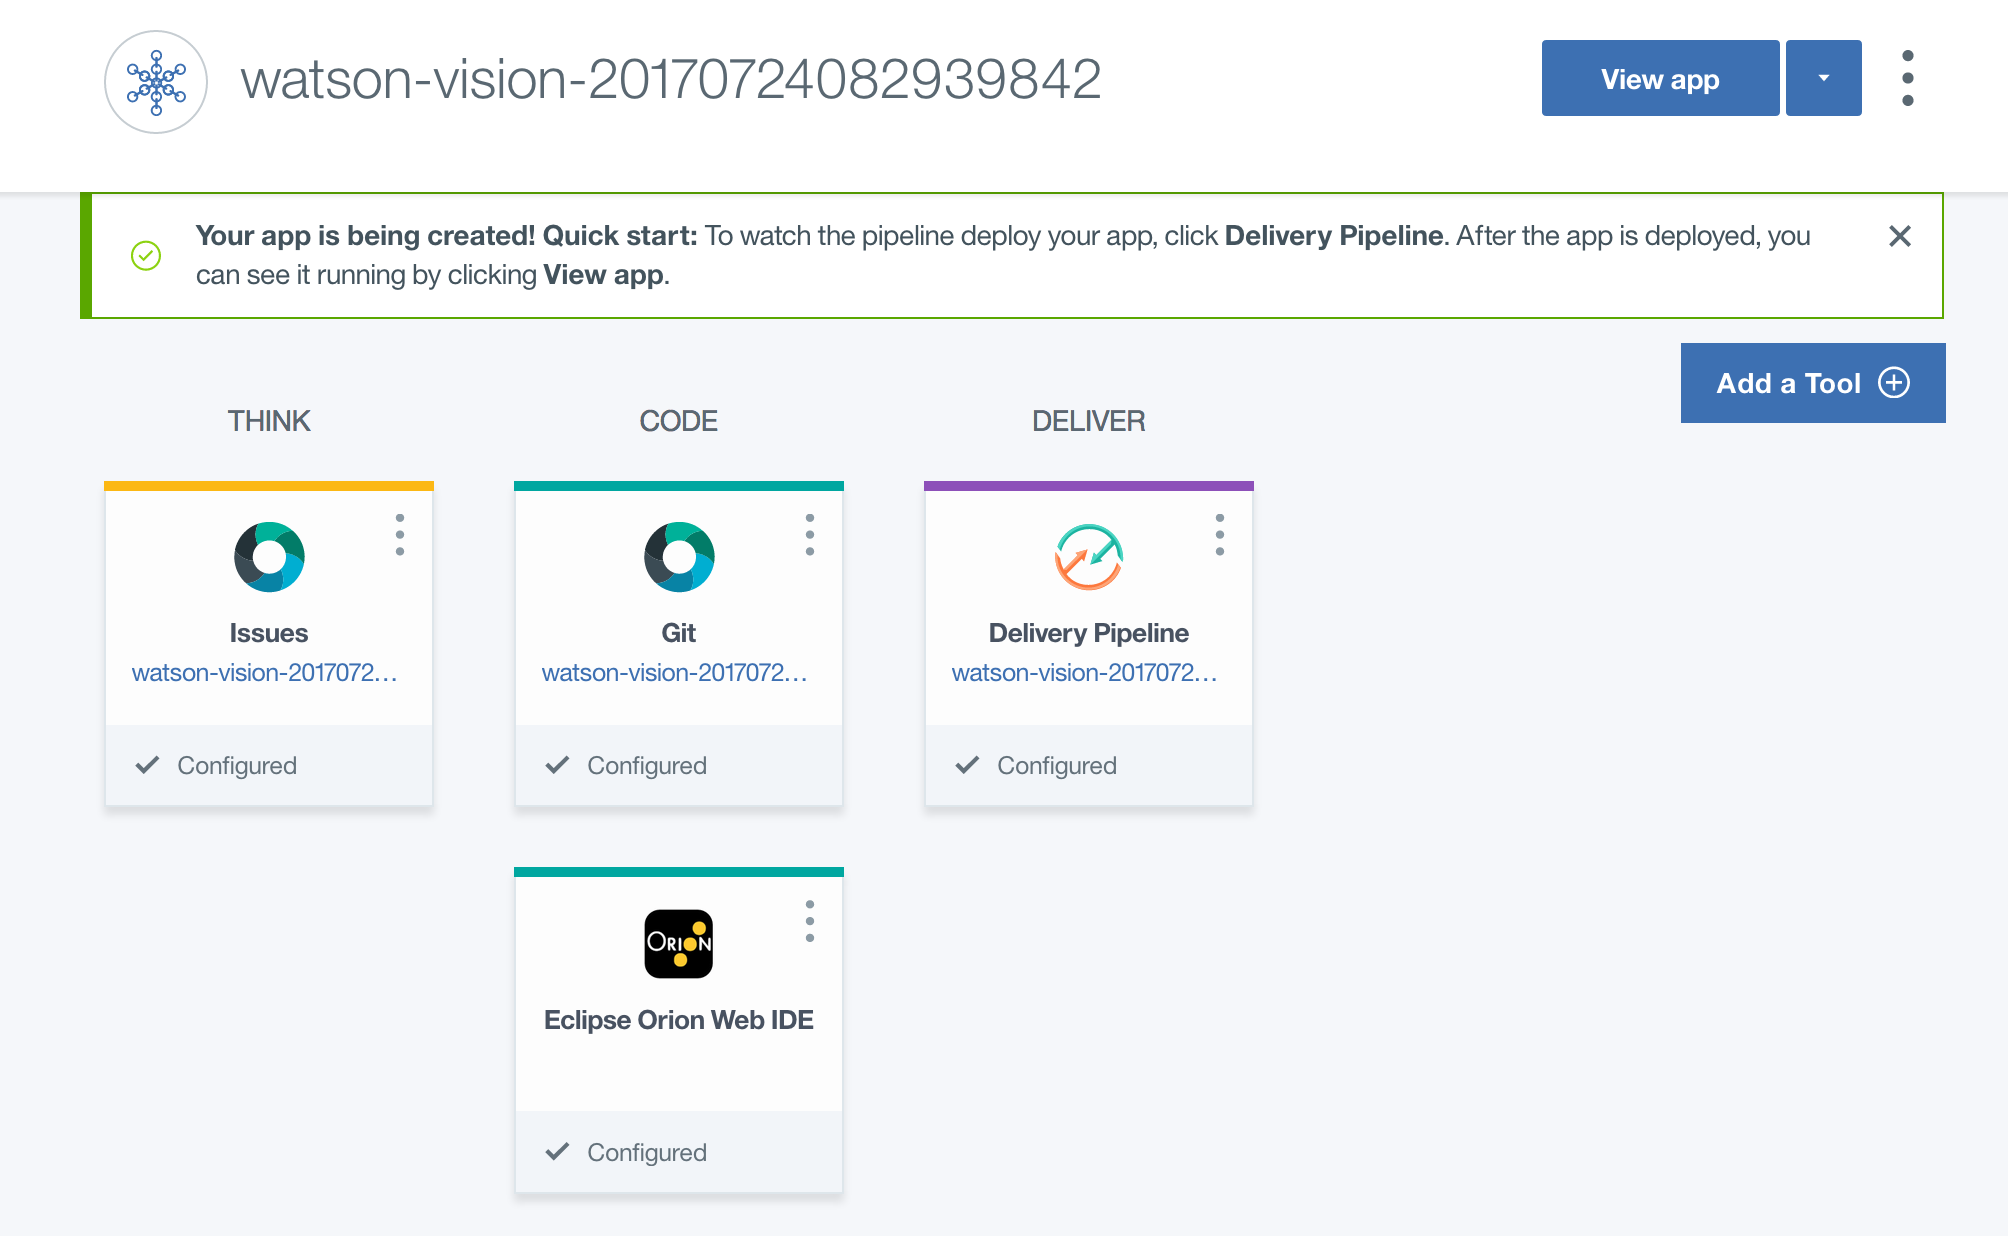 watson-vision-20170724082939842
View app
Your app is being created! Quick start: To watch the pipeline deploy your app, click Delivery Pipeline. After the app is deployed, you
can see it running by clicking View app.
Add a Tool
THINK
CODE
DELIVER
Issues
watson-vision-2017072...
Configured
Git
watson-vision-2017072...
Configured
Delivery Pipeline
watson-vision-2017072...
Configured
ORION
Eclipse Orion Web IDE
Configured